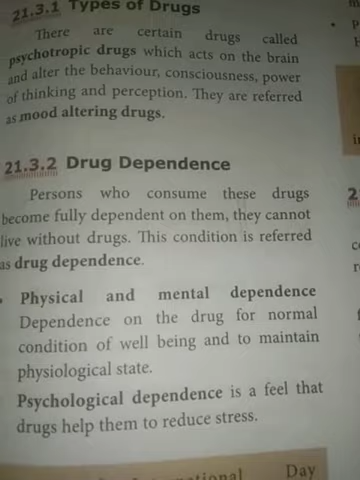 21.3.1 Types of Drugs
There are certain drugs called
psychotropic drugs which acts on the brain
and alter the behaviour, consciousness, power
of thinking and perception. They are referred
as mood altering drugs.
21.3.2 Drug Dependence
Persons who consume these drugs
become fully dependent on them, they cannot
live without drugs. This condition is referred
as drug dependence.
Physical and mental dependence
Dependence on the drug for normal
condition of well being and to maintain
physiological state.
Psychological dependence is a feel that
drugs help them to reduce stress.
Day